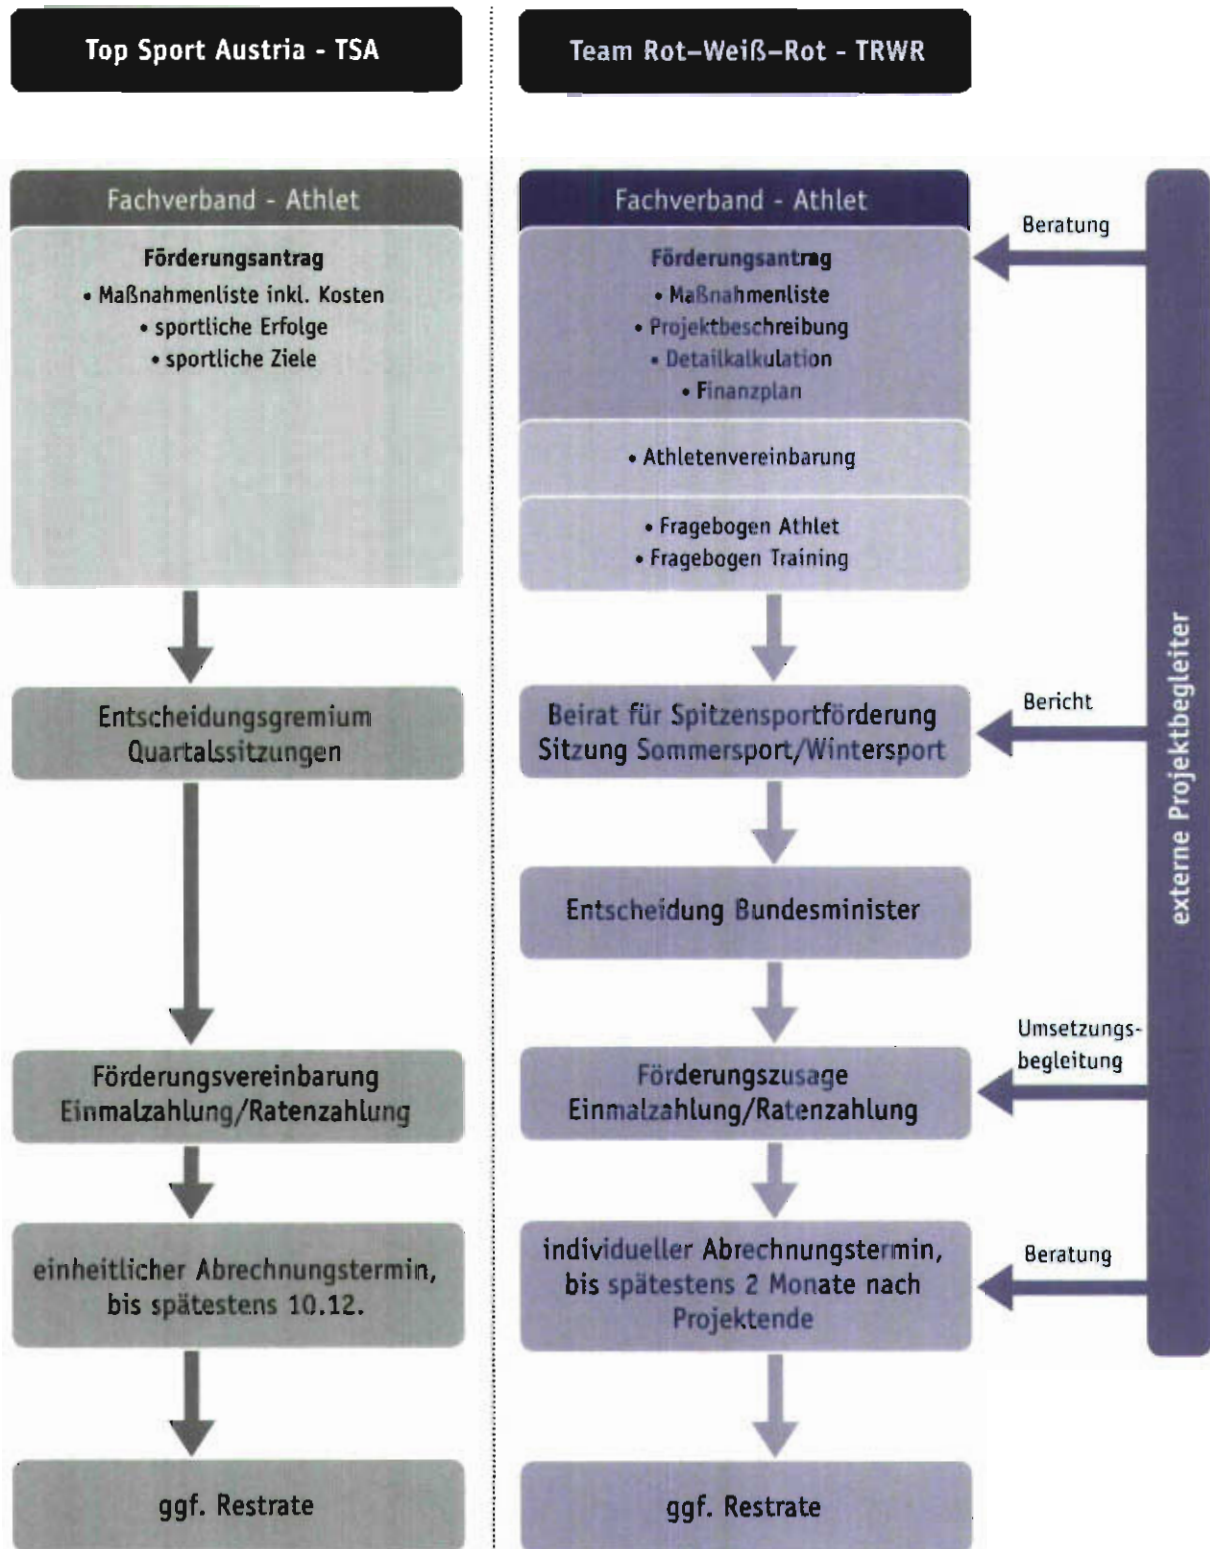 Top Sport Austria - TSA
Fachverband - Athlet
Förderungsantrag
• Maßnahmenliste inkl. Kosten
• sportliche Erfolge
• sportliche Ziele
Entscheidungsgremium
Quartalssitzungen
Förderungsvereinbarung
Einmalzahlung/Ratenzahlung
einheitlicher Abrechnungstermin,
bis spätestens 10.12.
ggf. Restrate
Team Rot-Weiß-Rot - TRWR
Fachverband - Athlet
Förderungsantrag
• Maßnahmenliste
• Projektbeschreibung
• Detailkalkulation
• Finanzplan
• Athletenvereinbarung
• Fragebogen Athlet
• Fragebogen Training
Beirat für Spitzensportförderung
Sitzung Sommersport/Wintersport
Entscheidung Bundesminister
Förderungszusage
Einmalzahlung/Ratenzahlung
individueller Abrechnungstermin,
bis spätestens 2 Monate nach
Projektende
ggf. Restrate
Beratung
Bericht
Umsetzungs-
begleitung
Beratung
externe Projektbegleiter